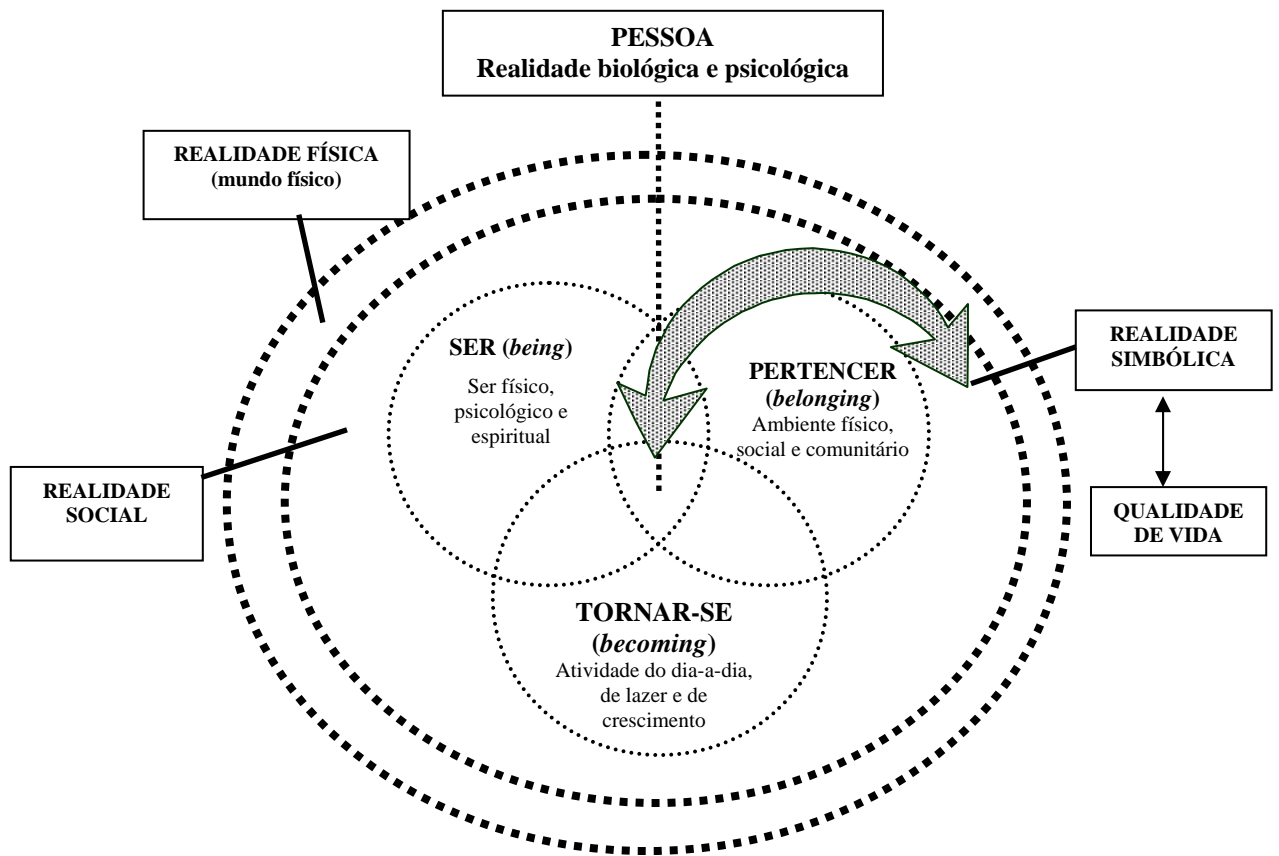 PESSOA
Realidade biológica e psicológica
REALIDADE FÍSICA
(mundo físico)
SER (being)
Ser físico,
psicológico e
espiritual
PERTENCER
(belonging)
Ambiente físico,
social e comunitário
REALIDADE
SIMBÓLICA
REALIDADE
SOCIAL
QUALIDADE
DE VIDA
TORNAR-SE
(becoming)
Atividade do dia-a-dia,
de lazer e de
crescimento